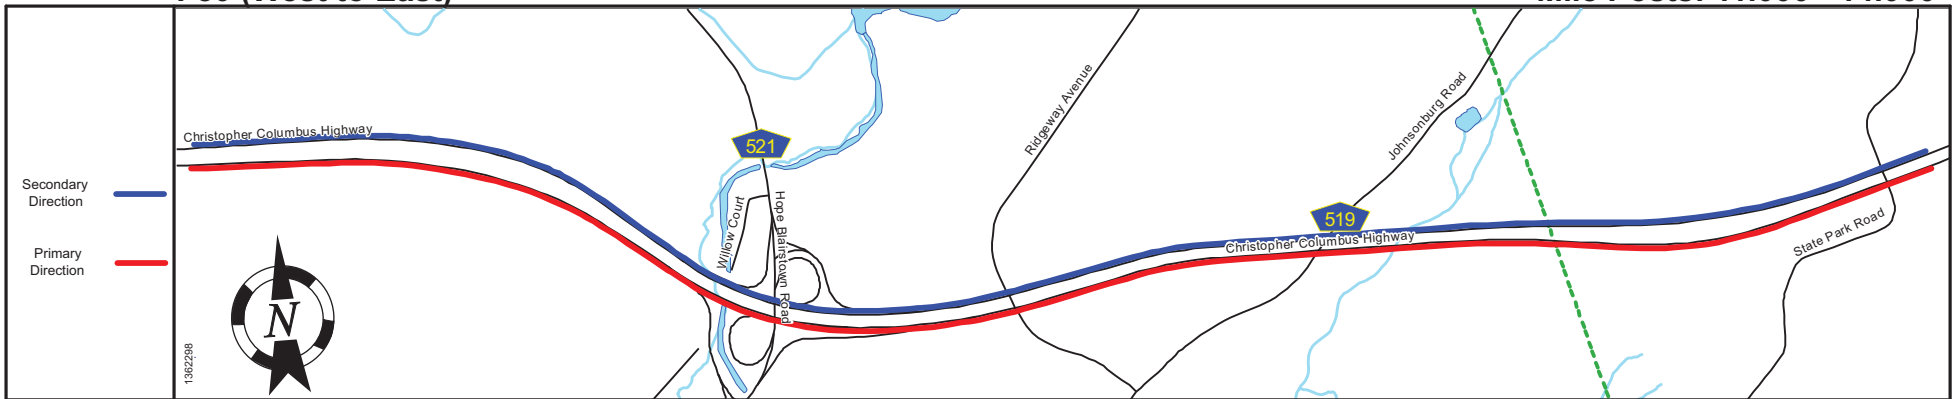 Christopher Columbus Highway
521
Ridgeway Avenue
Johnsonburg Road
Secondary
Direction
Willow Court
Hope Blairstown Road
519
Christopher Columbus Highway
State Park Road
Primary
Direction
N
1362298